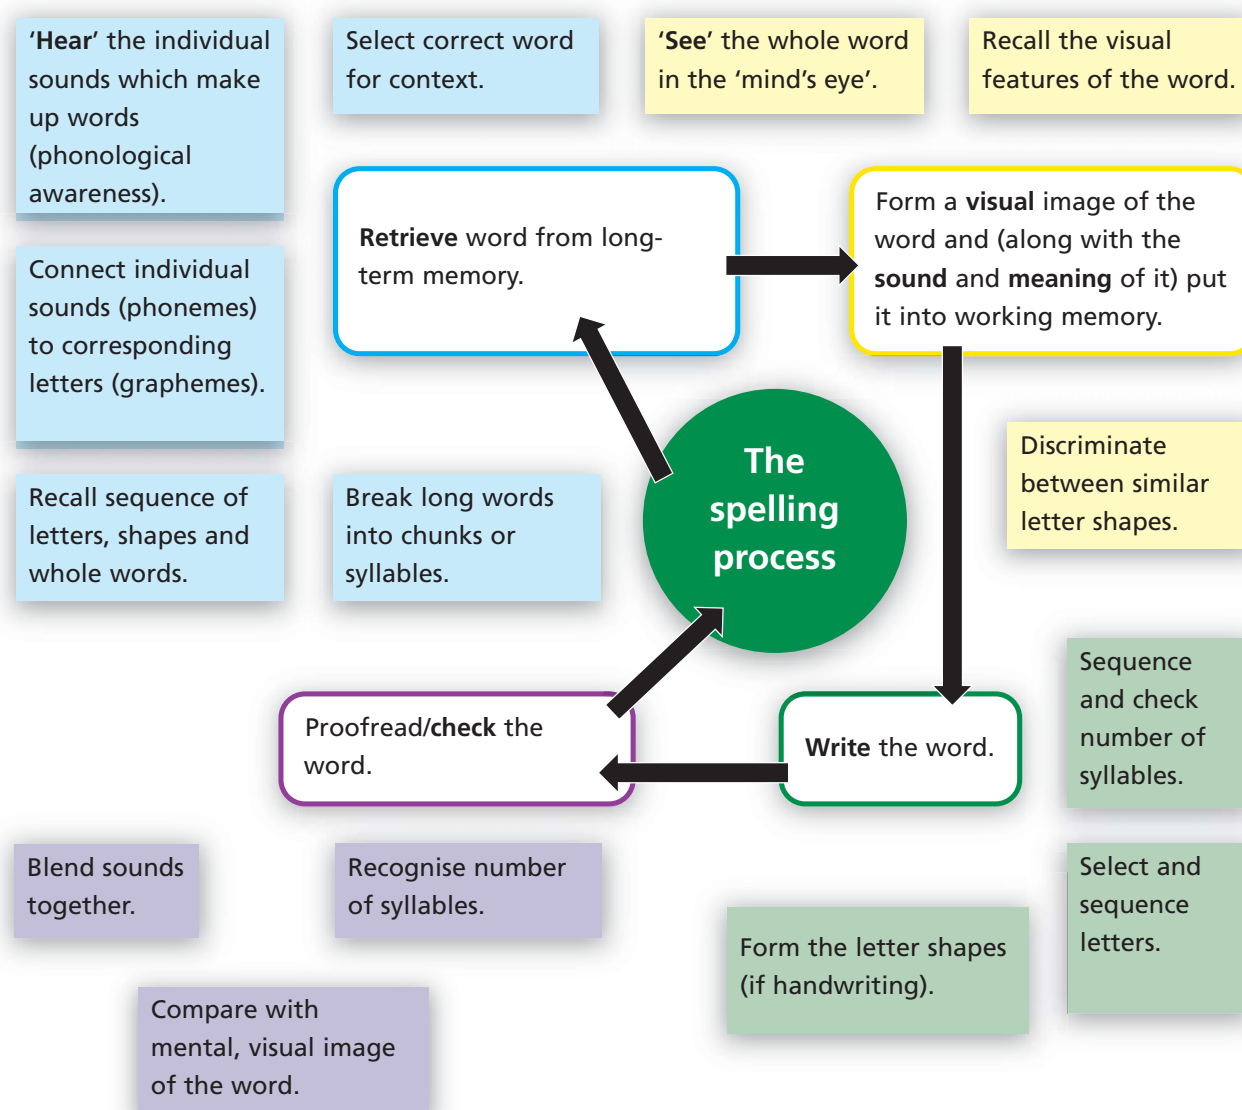 'Hear' the individual
sounds which make
up words
(phonological
awareness).
Select correct word
for context.
'See' the whole word
in the 'mind's eye'.
Recall the visual
features of the word.
Connect individual
sounds (phonemes)
to corresponding
letters (graphemes).
Retrieve word from long-
term memory.
Form a visual image of the
word and (along with the
sound and meaning of it) put
it into working memory.
Recall sequence of
letters, shapes and
whole words.
Break long words
into chunks or
syllables.
The
spelling
process
Discriminate
between similar
letter shapes.
Proofread/check the
word.
Write the word.
Sequence
and check
number of
syllables.
Blend sounds
together.
Recognise number
of syllables.
Form the letter shapes
(if handwriting).
Select and
sequence
letters.
Compare with
mental, visual image
of the word.